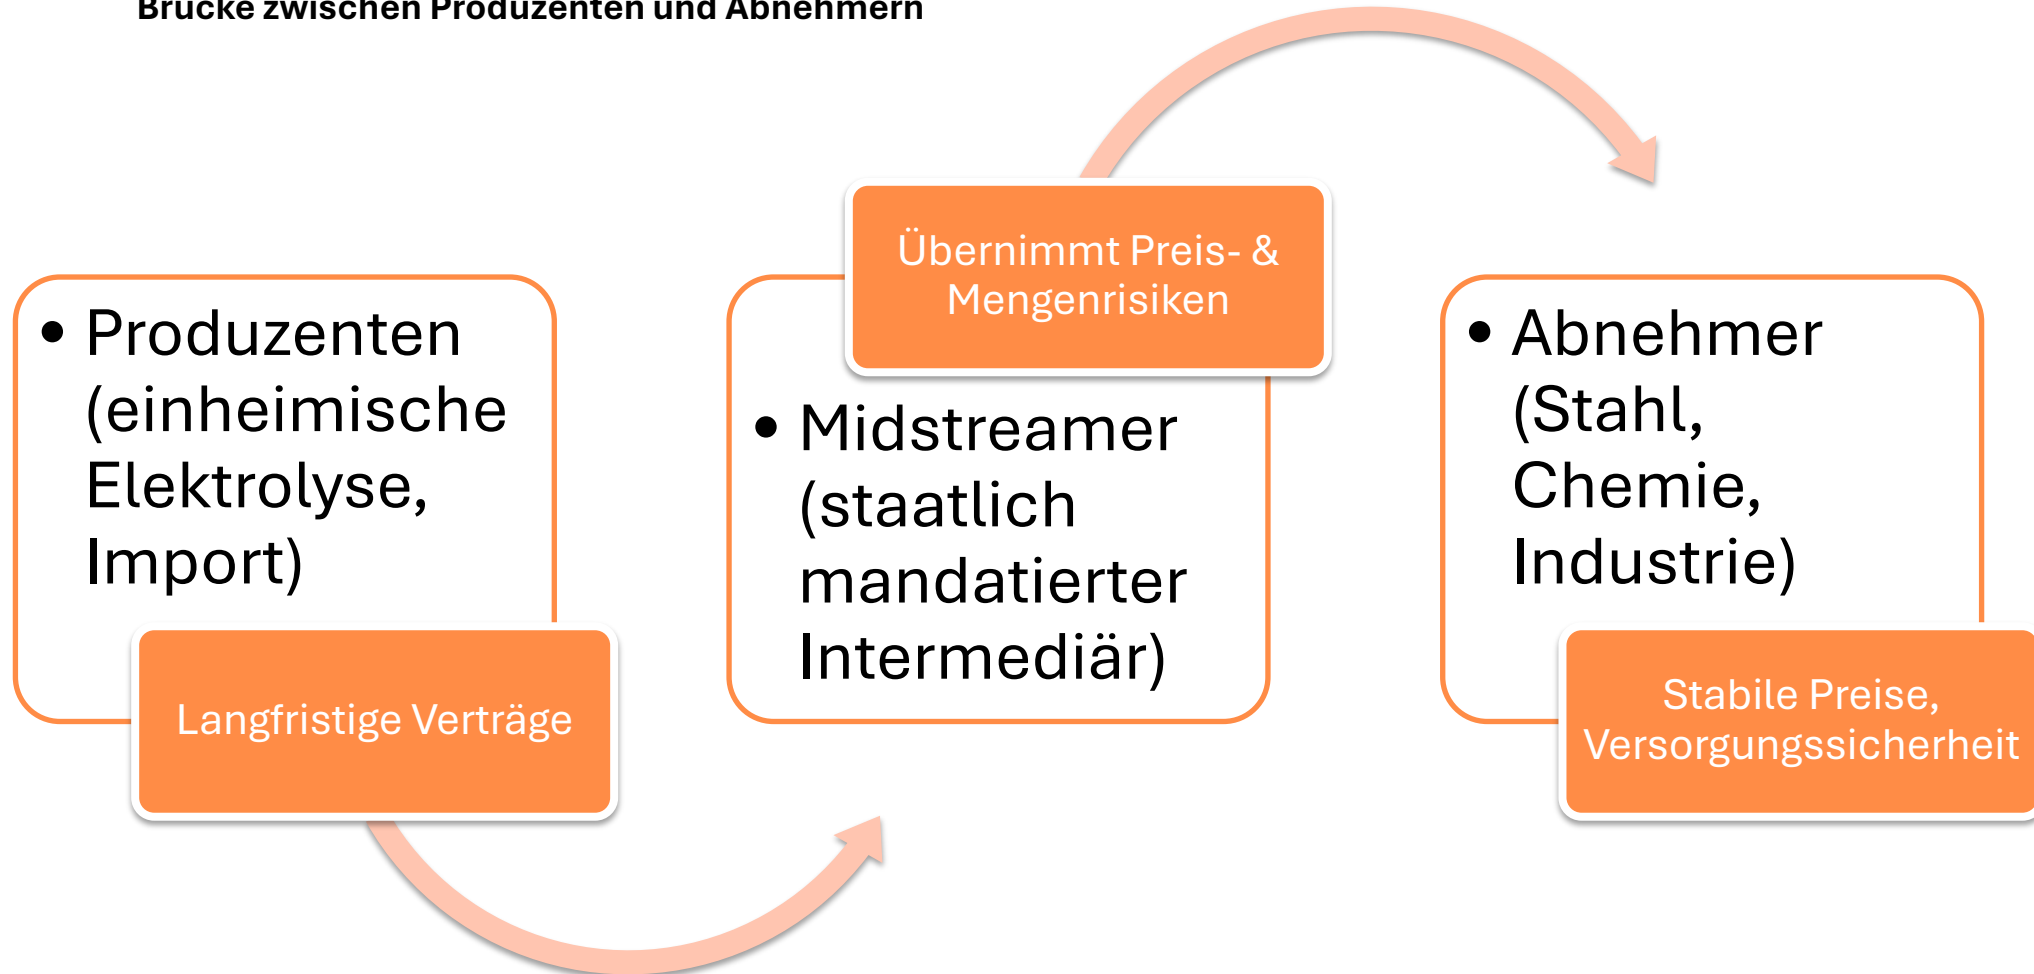 Brücke zwischen Produzenten und Abnehmern
• Produzenten
(einheimische
Elektrolyse,
Import)
Langfristige Verträge
Übernimmt Preis- &
Mengenrisiken
• Midstreamer
(staatlich
mandatierter
Intermediär)
• Abnehmer
(Stahl,
Chemie,
Industrie)
Stabile Preise,
Versorgungssicherheit